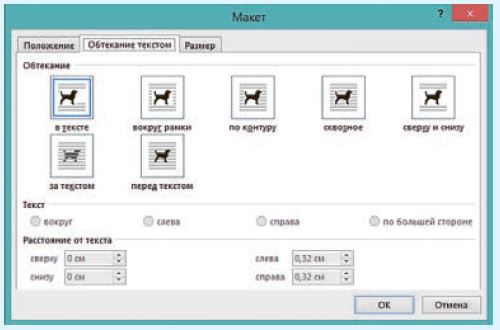 Макет
? x
Положение Обтекание текстом Размер
Обтекание
в тексте вокруг рамки по контуру сквозное сверху и снизу
за текстом перед текстом
Текст
вокруг слева справа по большей стороне
Расстояние от текста
сверху 0 см слева 0,32 см
снизу 0 см справа 0,32 см
ОК Отмена